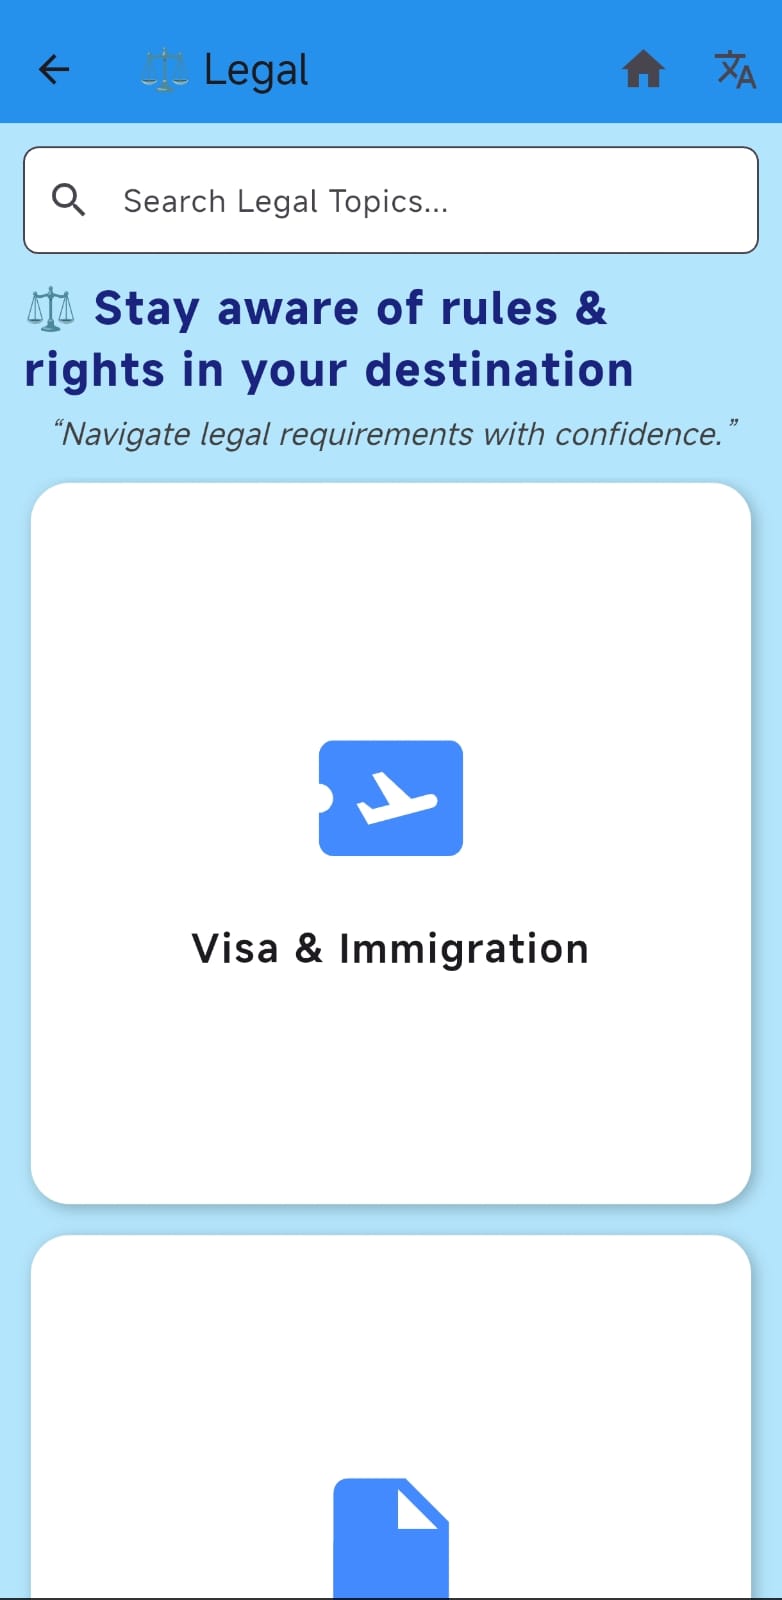 ⚖️ Legal
Search Legal Topics...
⚖️ Stay aware of rules &
rights in your destination
“Navigate legal requirements with confidence.”
Visa & Immigration